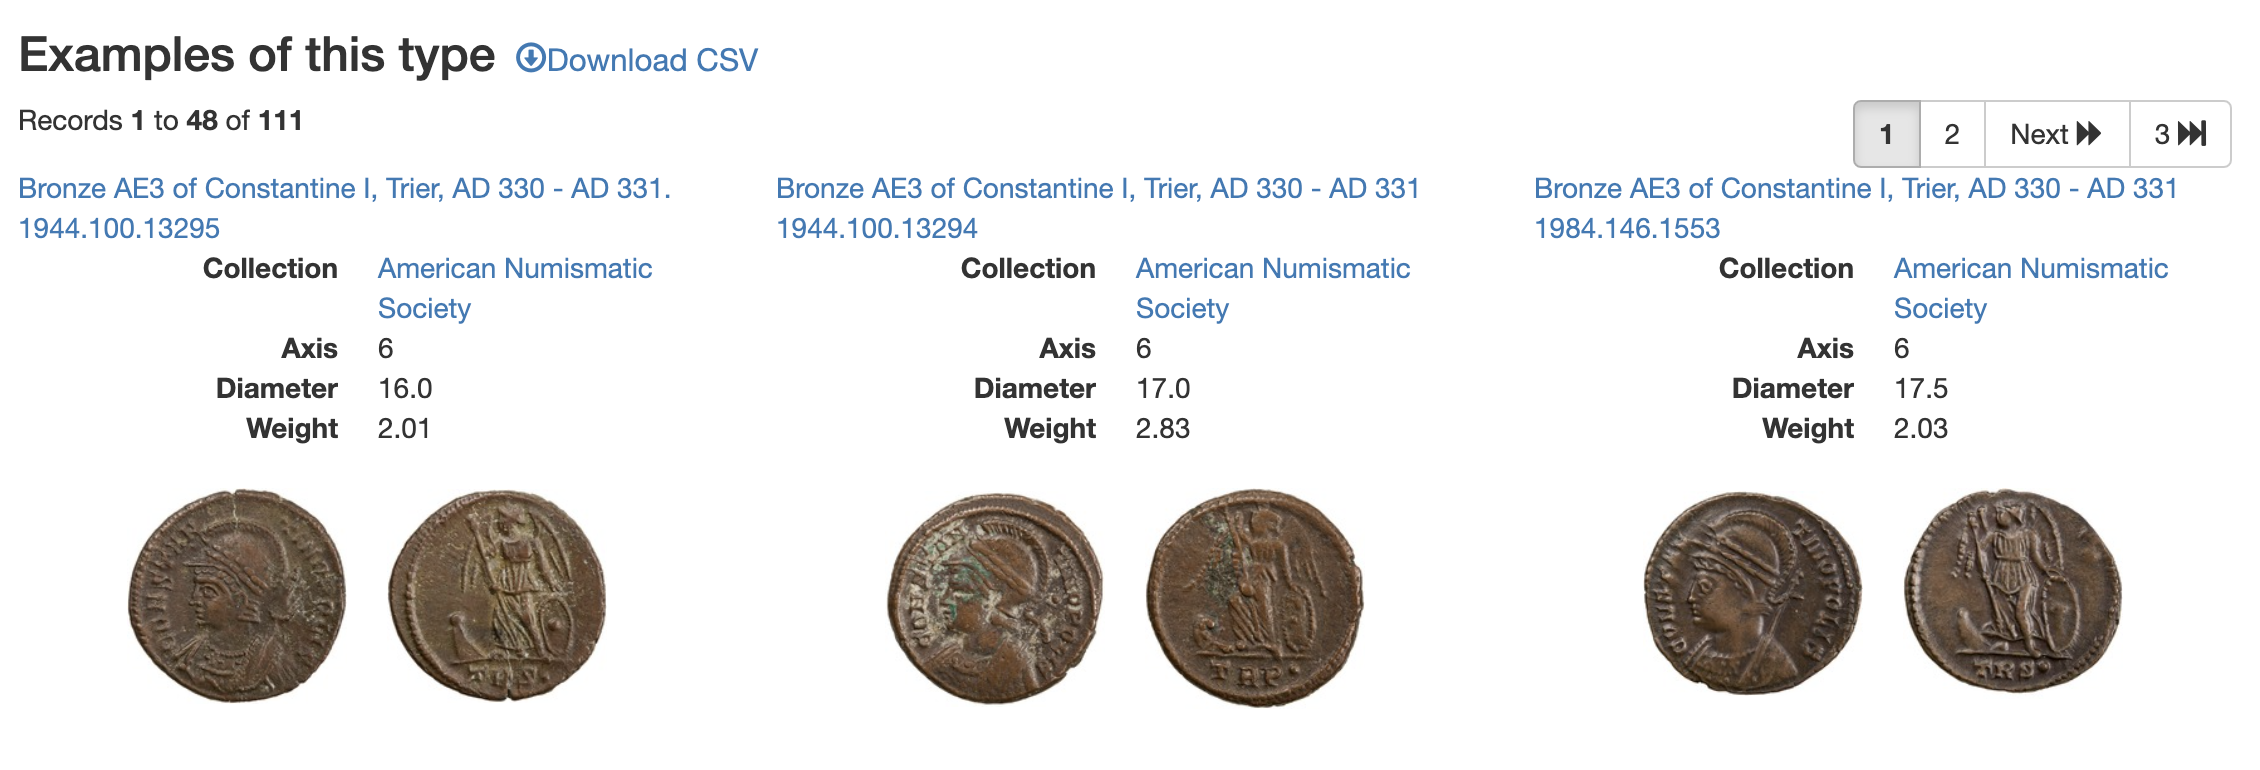 Examples of this type Download CSV
Records 1 to 48 of 111
1 2 Next 3
Bronze AE3 of Constantine I, Trier, AD 330 - AD 331.
1944.100.13295
Collection American Numismatic
Society
Axis 6
Diameter 16.0
Weight 2.01
Bronze AE3 of Constantine I, Trier, AD 330 - AD 331
1944.100.13294
Collection American Numismatic
Society
Axis 6
Diameter 17.0
Weight 2.83
TRP•
Bronze AE3 of Constantine I, Trier, AD 330 - AD 331
1984.146.1553
Collection American Numismatic
Society
Axis 6
Diameter 17.5
Weight 2.03
TRS•